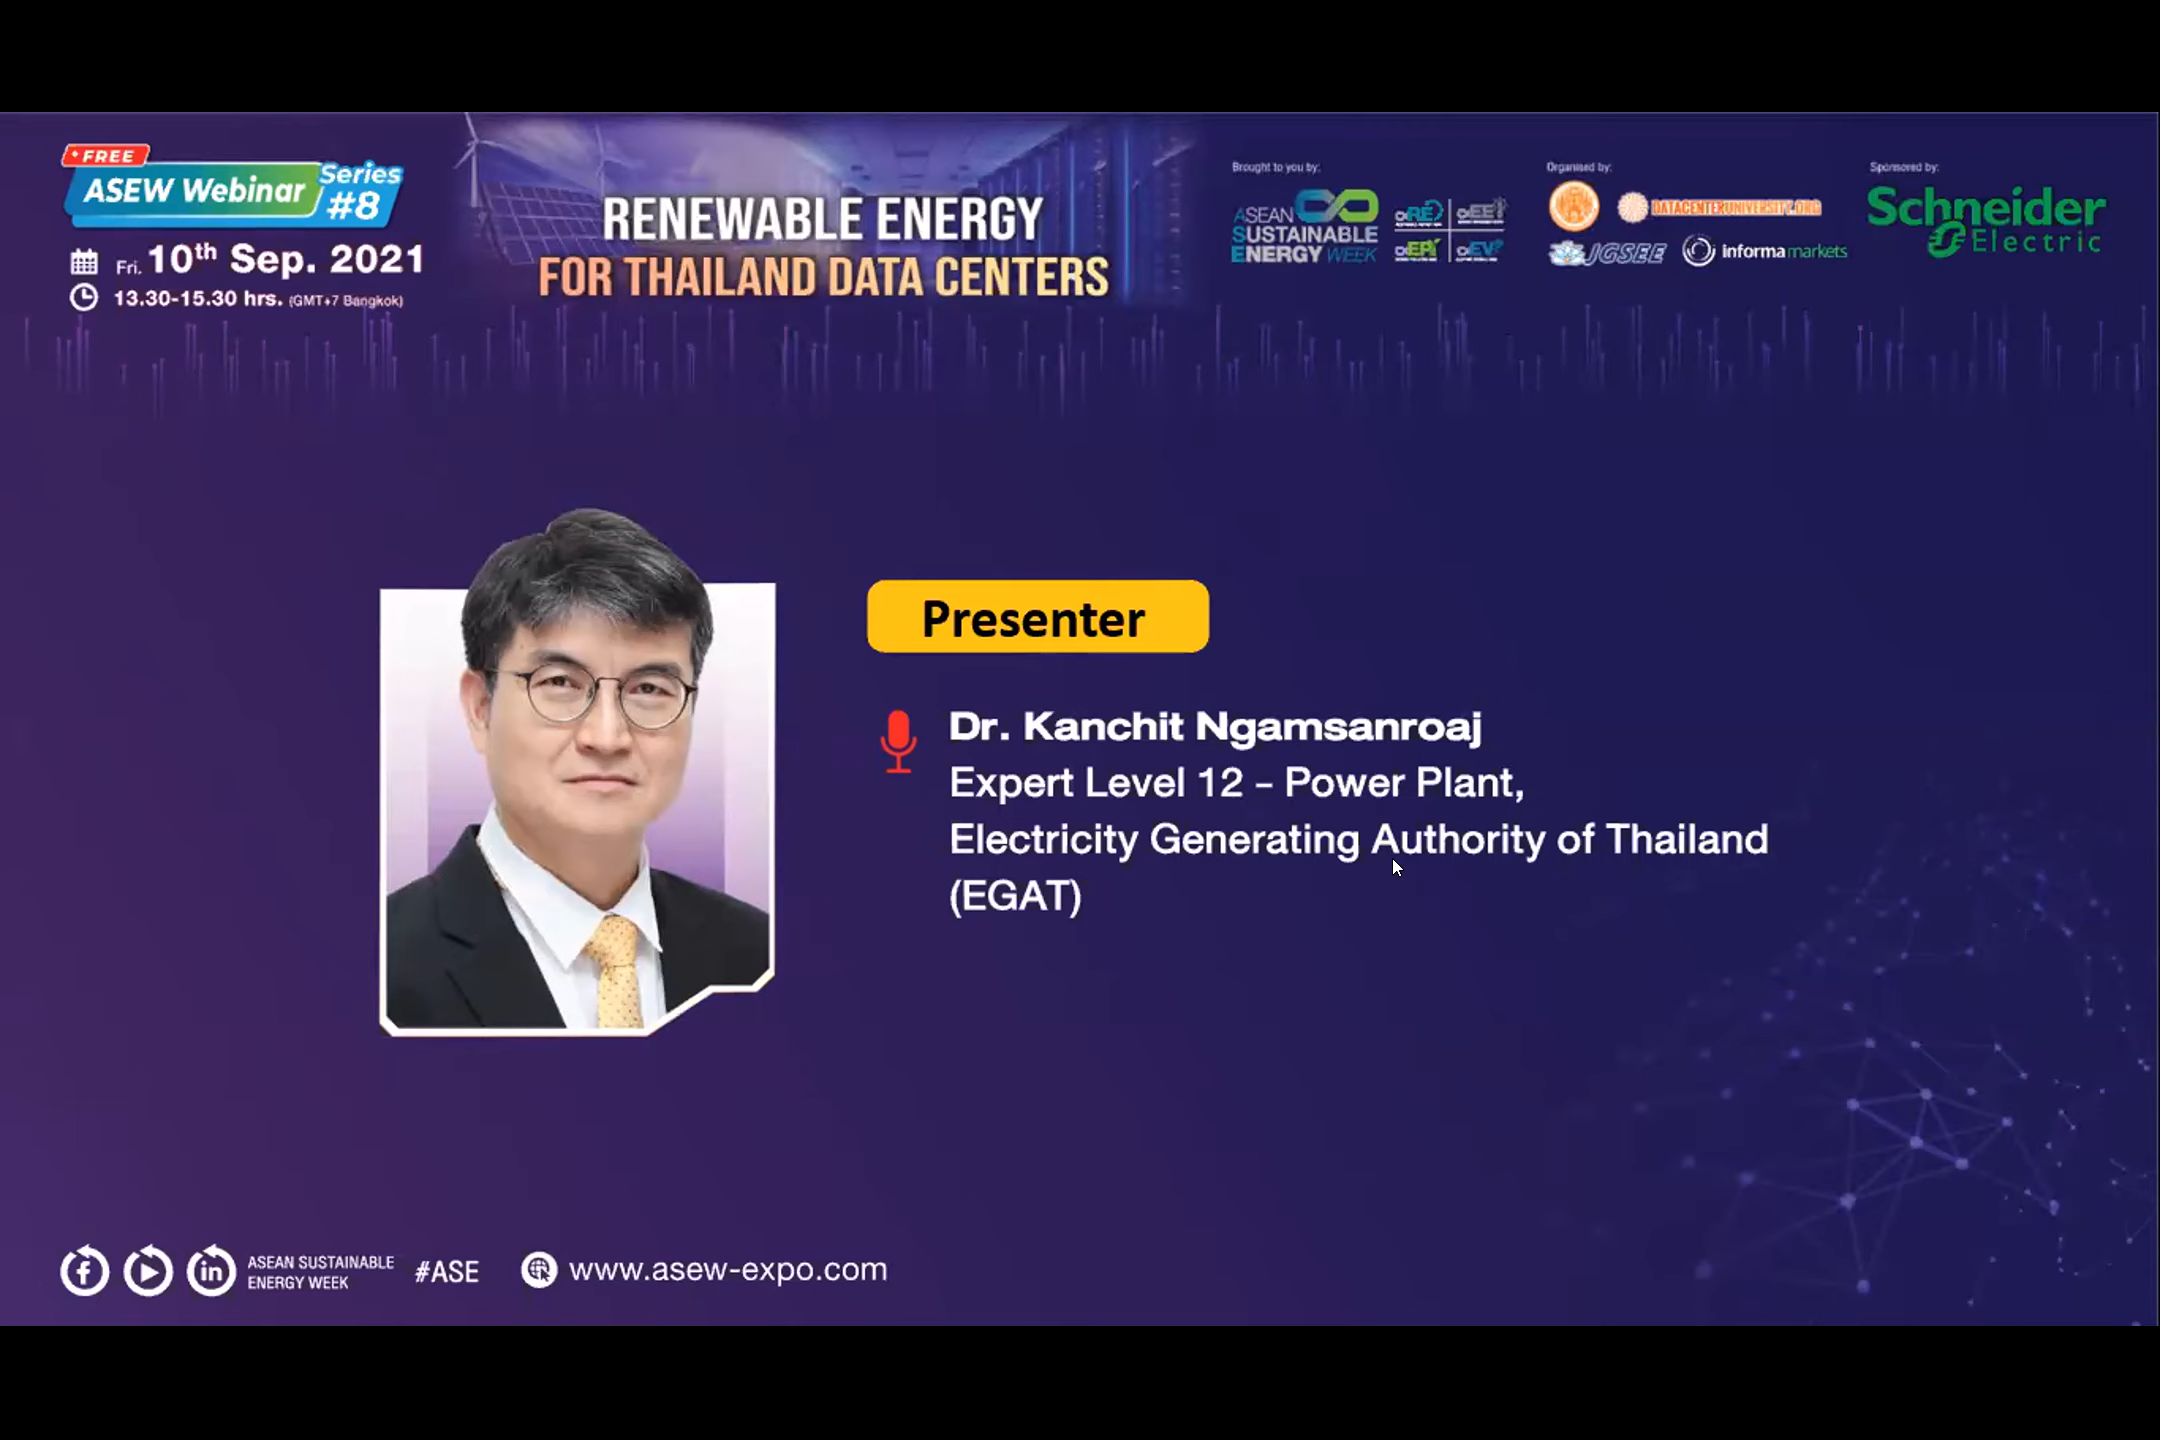 + FREE
ASEW Webinar Series #8
Fri. 10th Sep. 2021
13.30-15.30 hrs. (GMT+7 Bangkok)
RENEWABLE ENERGY
FOR THAILAND DATA CENTERS
Brought to you by:
ASEAN
SUSTAINABLE
ENERGY WEEK
Organised by:
DATACENTERUNIVERSITY.ORG
JGSEE
informa markets
Sponsored by:
Schneider
Electric
Presenter
Dr. Kanchit Ngamsanroaj
Expert Level 12 – Power Plant,
Electricity Generating Authority of Thailand
(EGAT)
ASEAN SUSTAINABLE
ENERGY WEEK
#ASE
www.asew-expo.com